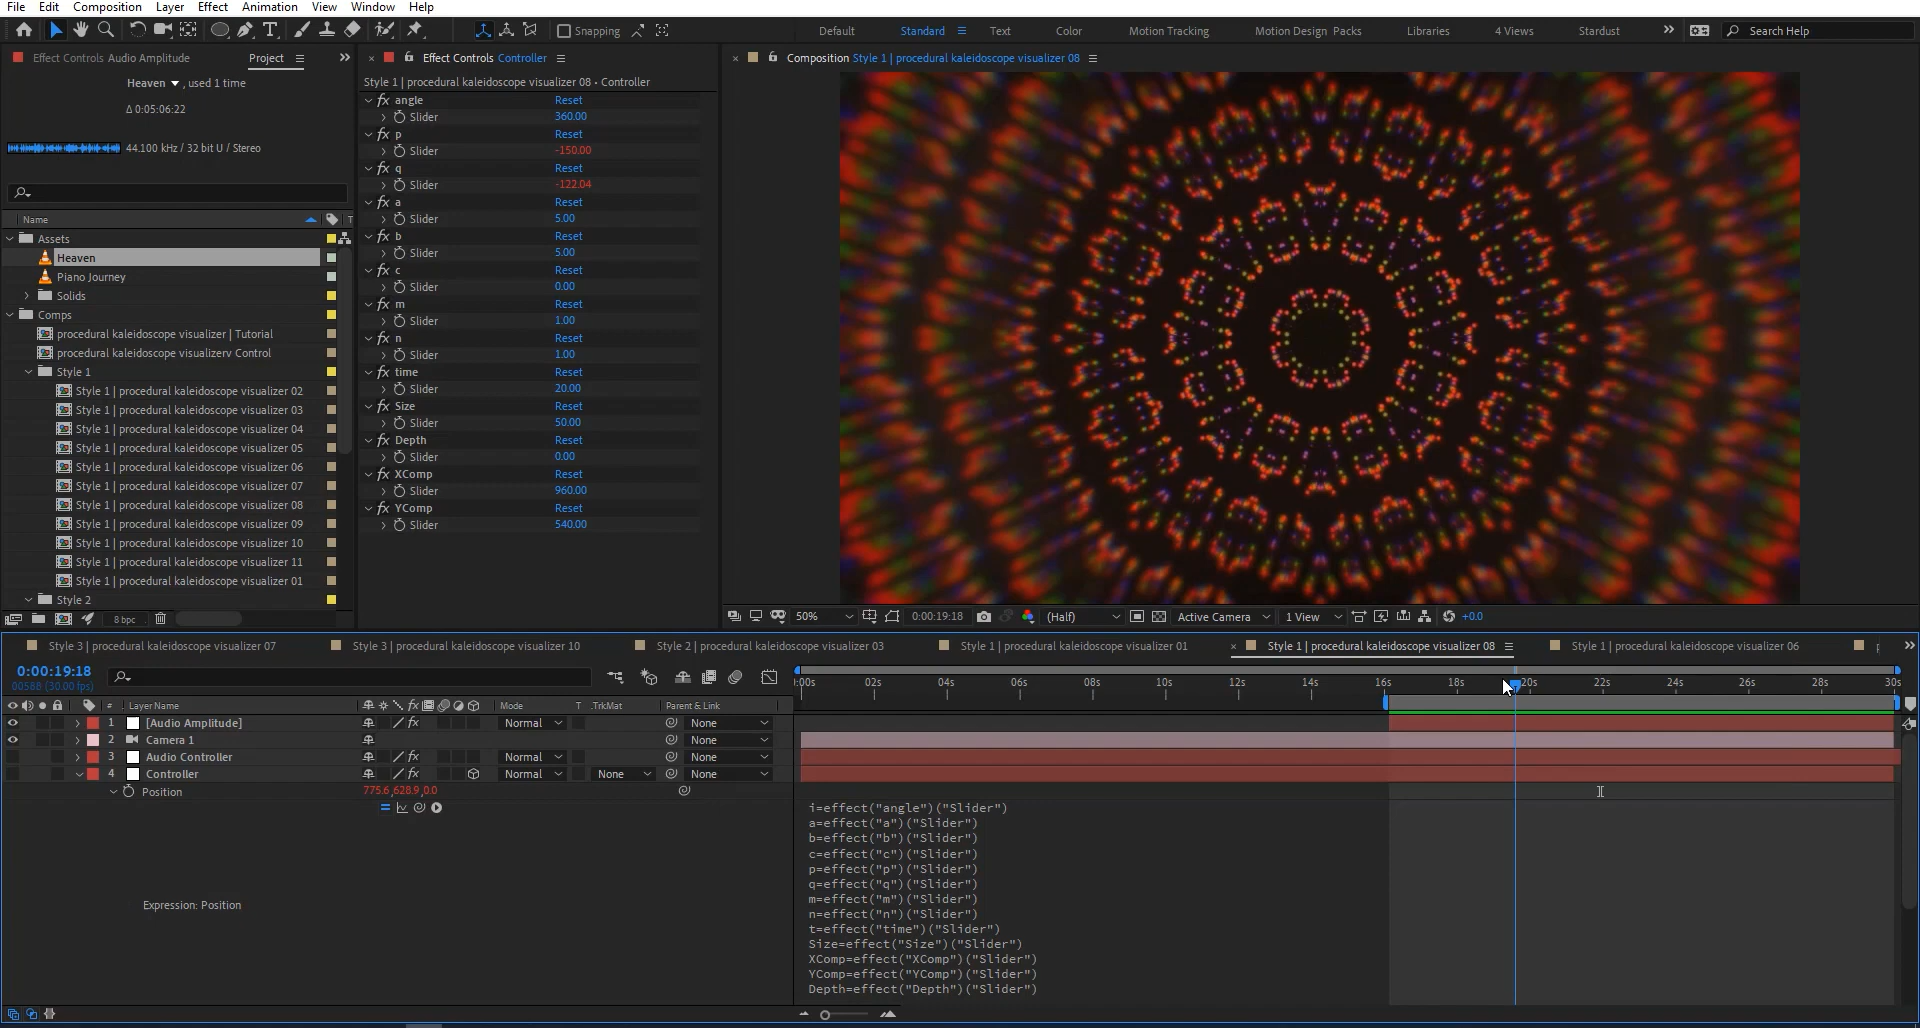 File Edit Composition Layer Effect Animation View Window Help
Snapping
Default Standard Text Color Motion Tracking Motion Design Packs Libraries 4 Views Stardust
Search Help
Effect Controls Audio Amplitude Project
Heaven , used 1 time
Δ 0:05:06:22
44.100 kHz / 32 bit U / Stereo
Name T
Assets
Heaven
Piano Journey
Solids
Comps
procedural kaleidoscope visualizer | Tutorial
procedural kaleidoscope visualizerv Control
Style 1
Style 1 | procedural kaleidoscope visualizer 02
Style 1 | procedural kaleidoscope visualizer 03
Style 1 | procedural kaleidoscope visualizer 04
Style 1 | procedural kaleidoscope visualizer 05
Style 1 | procedural kaleidoscope visualizer 06
Style 1 | procedural kaleidoscope visualizer 07
Style 1 | procedural kaleidoscope visualizer 08
Style 1 | procedural kaleidoscope visualizer 09
Style 1 | procedural kaleidoscope visualizer 10
Style 1 | procedural kaleidoscope visualizer 11
Style 1 | procedural kaleidoscope visualizer 01
Style 2
8 bpc
Effect Controls Controller
Style 1 | procedural kaleidoscope visualizer 08 • Controller
fx angle Reset
Slider 360.00
fx p Reset
Slider -150.00
fx q Reset
Slider -122.04
fx a Reset
Slider 5.00
fx b Reset
Slider 5.00
fx c Reset
Slider 0.00
fx m Reset
Slider 1.00
fx n Reset
Slider 1.00
fx time Reset
Slider 20.00
fx Size Reset
Slider 50.00
fx Depth Reset
Slider 0.00
fx XComp Reset
Slider 960.00
fx YComp Reset
Slider 540.00
Composition Style 1 | procedural kaleidoscope visualizer 08
50% 0:00:19:18 (Half) Active Camera 1 View +0.0
Style 3 | procedural kaleidoscope visualizer 07
Style 3 | procedural kaleidoscope visualizer 10
Style 2 | procedural kaleidoscope visualizer 03
Style 1 | procedural kaleidoscope visualizer 01
Style 1 | procedural kaleidoscope visualizer 08
Style 1 | procedural kaleidoscope visualizer 06
0:00:19:18
00588 (30.00 fps)
:00s 02s 04s 06s 08s 10s 12s 14s 16s 18s 20s 22s 24s 26s 28s 30s
# Layer Name fx Mode T .TrkMat Parent & Link
1 [Audio Amplitude] fx Normal None
2 Camera 1 None
3 Audio Controller fx Normal None
4 Controller fx Normal None None
Position 775.6,628.9,0.0
Expression: Position
i=effect("angle")("Slider")
a=effect("a")("Slider")
b=effect("b")("Slider")
c=effect("c")("Slider")
p=effect("p")("Slider")
q=effect("q")("Slider")
m=effect("m")("Slider")
n=effect("n")("Slider")
t=effect("time")("Slider")
Size=effect("Size")("Slider")
XComp=effect("XComp")("Slider")
YComp=effect("YComp")("Slider")
Depth=effect("Depth")("Slider")